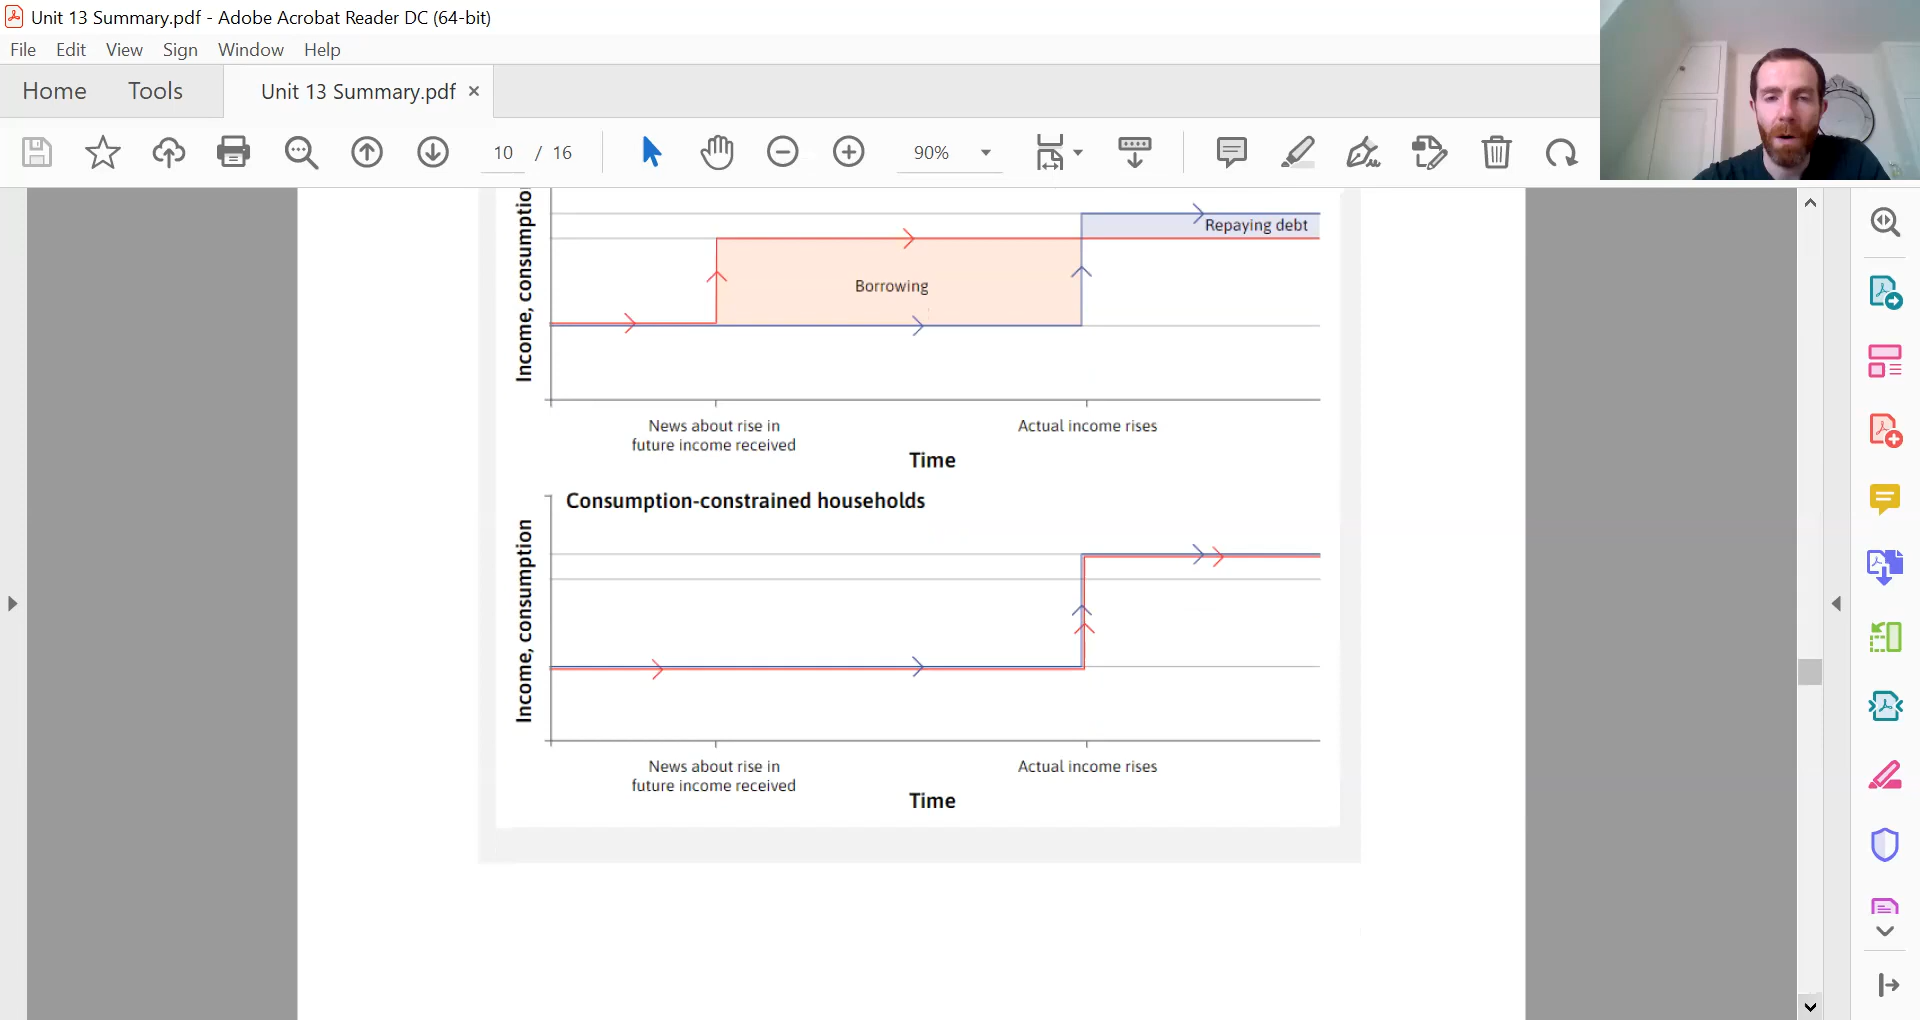 Unit 13 Summary.pdf - Adobe Acrobat Reader DC (64-bit)
File Edit View Sign Window Help
Home Tools Unit 13 Summary.pdf ×
10 / 16 90%
Income, consumptio
Repaying debt
Borrowing
News about rise in
future income received
Actual income rises
Time
Consumption-constrained households
Income, consumption
News about rise in
future income received
Actual income rises
Time